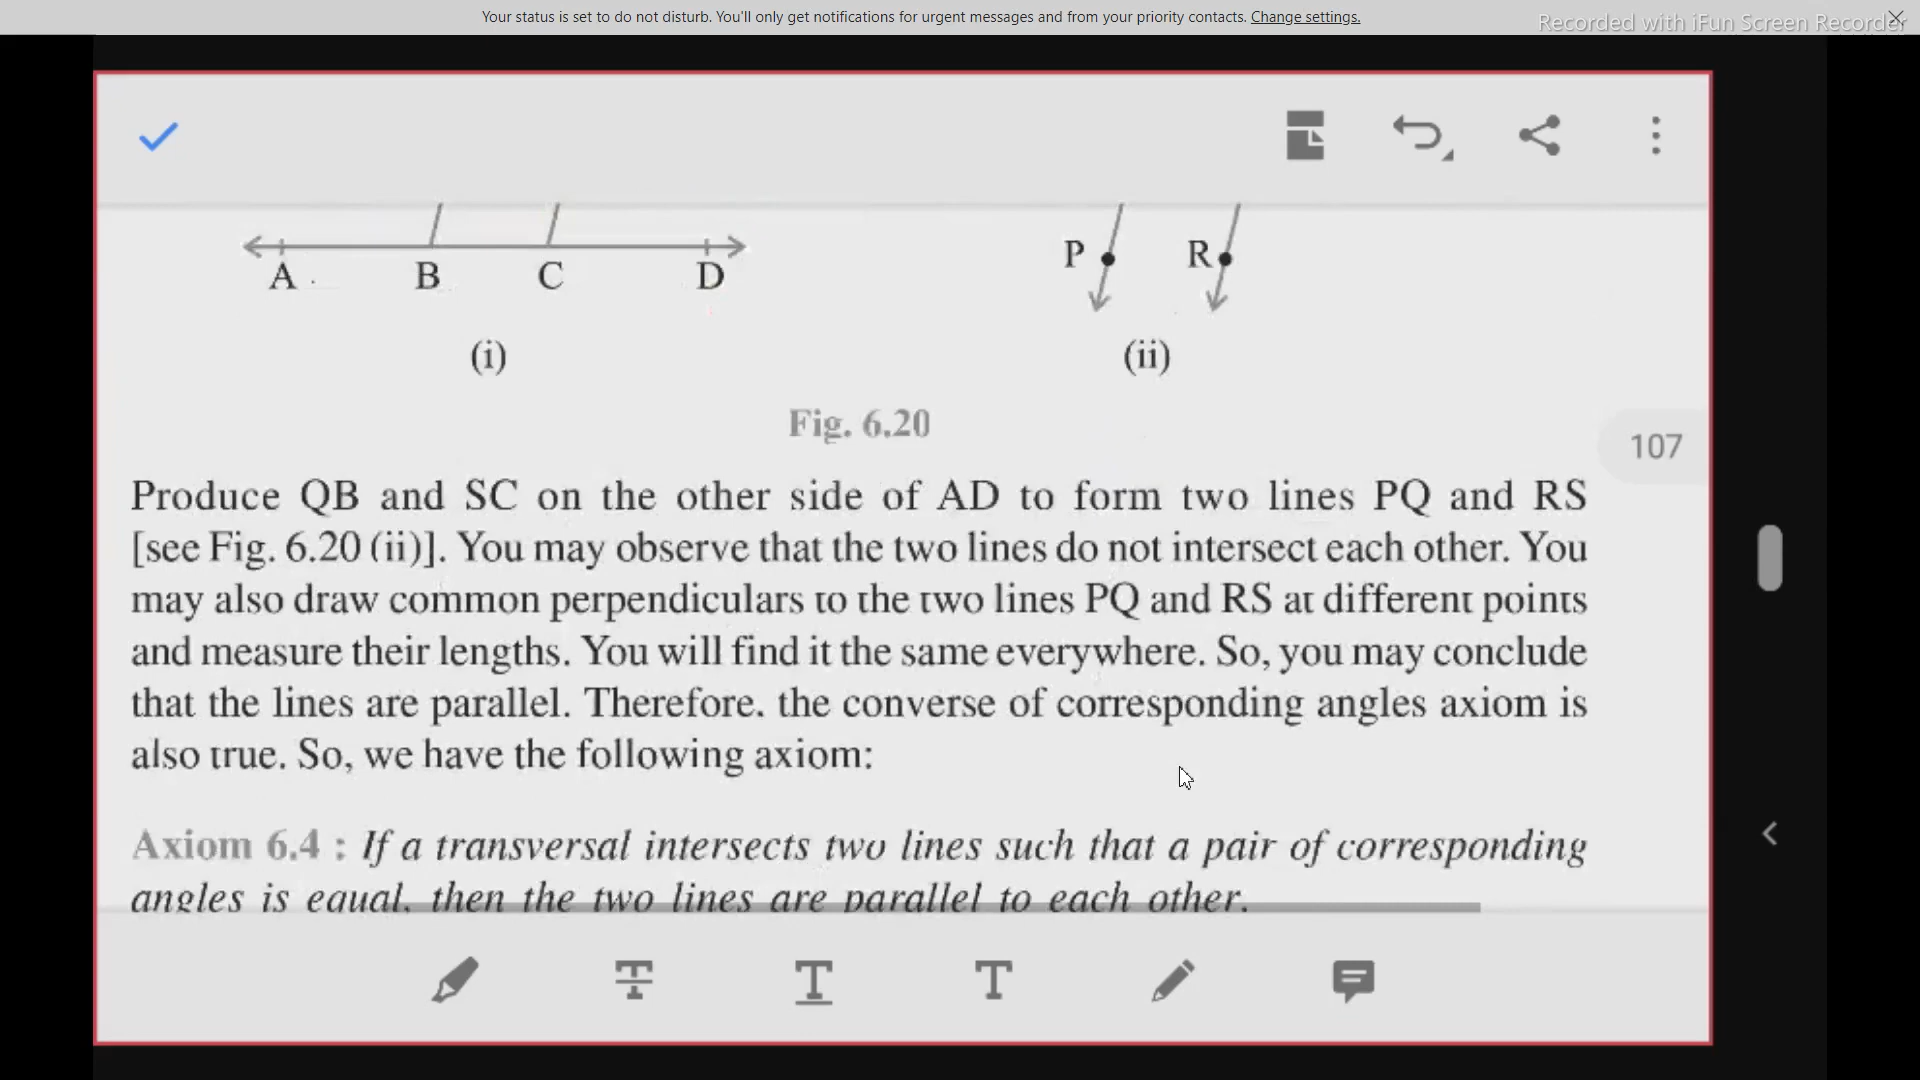 Your status is set to do not disturb. You'll only get notifications for urgent messages and from your priority contacts. Change settings.
Recorded with iFun Screen Recorder
A B C D
P R
(i) (ii)
Fig. 6.20
107
Produce QB and SC on the other side of AD to form two lines PQ and RS
[see Fig. 6.20 (ii)]. You may observe that the two lines do not intersect each other. You
may also draw common perpendiculars to the two lines PQ and RS at different points
and measure their lengths. You will find it the same everywhere. So, you may conclude
that the lines are parallel. Therefore, the converse of corresponding angles axiom is
also true. So, we have the following axiom:
Axiom 6.4 : If a transversal intersects two lines such that a pair of corresponding
angles is equal, then the two lines are parallel to each other.